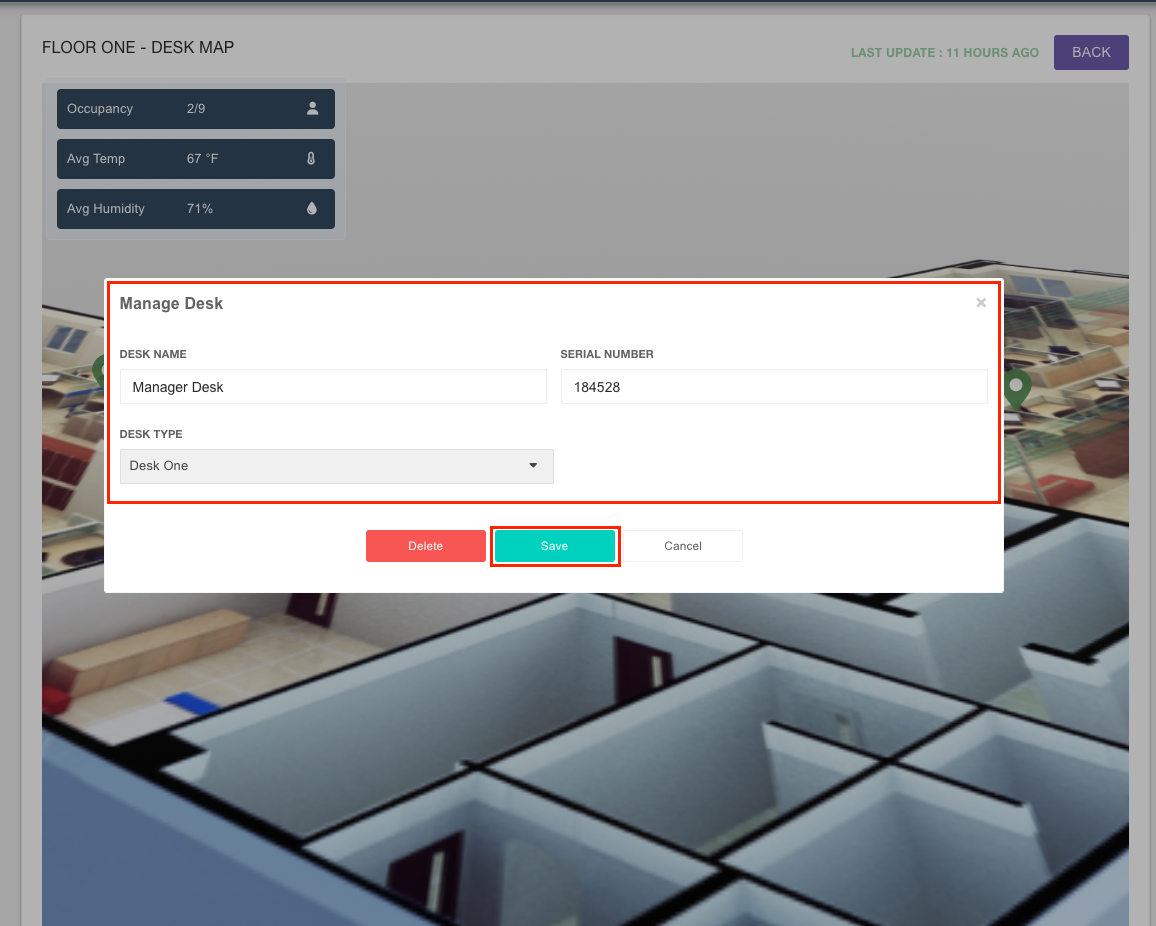 FLOOR ONE - DESK MAP
LAST UPDATE : 11 HOURS AGO
BACK
Occupancy 2/9
Avg Temp 67 °F
Avg Humidity 71%
Manage Desk ×
DESK NAME SERIAL NUMBER
Manager Desk 184528
DESK TYPE
Desk One
Delete Save Cancel